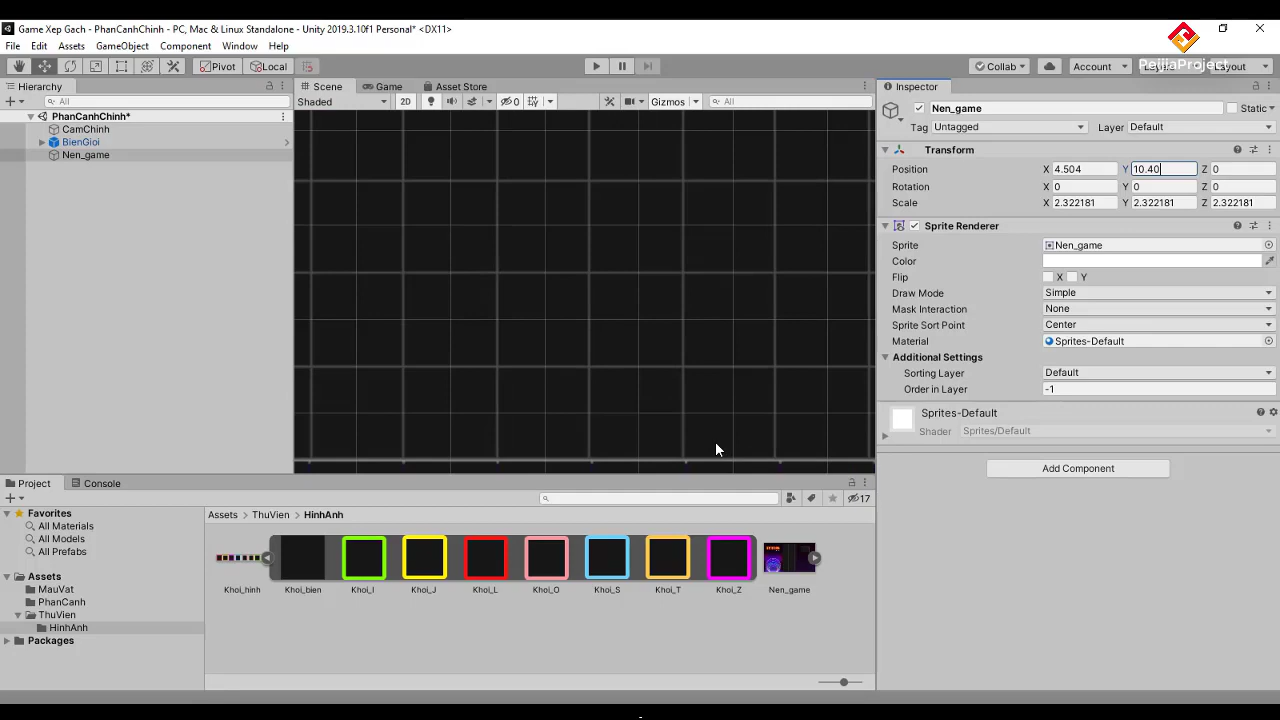 Game Xep Gach - PhanCanhChinh - PC, Mac & Linux Standalone - Unity 2019.3.10f1 Personal* <DX11>
File Edit Assets GameObject Component Window Help
PeijiaProject
Pivot Local Collab Account Layers Layout
Hierarchy Scene Game Asset Store Inspector
All Shaded 2D 0 Gizmos All
PhanCanhChinh*
CamChinh
BienGioi
Nen_game
Nen_game Static
Tag Untagged Layer Default
Transform
Position X 4.504 Y 10.40 Z 0
Rotation X 0 Y 0 Z 0
Scale X 2.322181 Y 2.322181 Z 2.322181
Sprite Renderer
Sprite Nen_game
Color
Flip X Y
Draw Mode Simple
Mask Interaction None
Sprite Sort Point Center
Material Sprites-Default
Additional Settings
Sorting Layer Default
Order in Layer -1
Sprites-Default
Shader Sprites/Default
Add Component
Project Console
17
Favorites
All Materials
All Models
All Prefabs
Assets
MauVat
PhanCanh
ThuVien
HinhAnh
Packages
Assets ThuVien HinhAnh
Khoi_hinh Khoi_bien Khoi_I Khoi_J Khoi_L Khoi_O Khoi_S Khoi_T Khoi_Z Nen_game